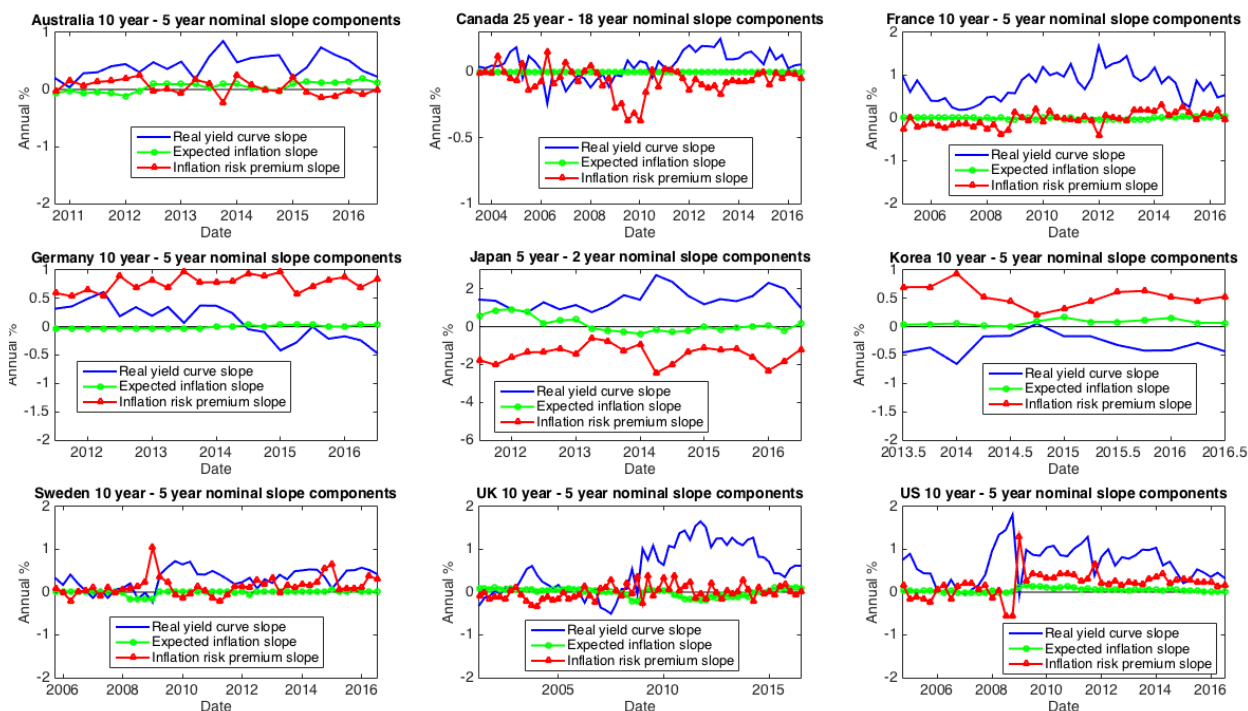 Australia 10 year - 5 year nominal slope components
1
0
-1
-2
Annual %
Real yield curve slope
Expected inflation slope
Inflation risk premium slope
2011 2012 2013 2014 2015 2016
Date
Canada 25 year - 18 year nominal slope components
0
-0.5
-1
Annual %
Real yield curve slope
Expected inflation slope
Inflation risk premium slope
2004 2006 2008 2010 2012 2014 2016
Date
France 10 year - 5 year nominal slope components
2
1
0
-1
-2
Annual %
Real yield curve slope
Expected inflation slope
Inflation risk premium slope
2006 2008 2010 2012 2014 2016
Date
Germany 10 year - 5 year nominal slope components
1
0.5
0
-0.5
-1
-1.5
-2
Annual %
Real yield curve slope
Expected inflation slope
Inflation risk premium slope
2012 2013 2014 2015 2016
Date
Japan 5 year - 2 year nominal slope components
2
0
-2
-4
-6
Annual %
Real yield curve slope
Expected inflation slope
Inflation risk premium slope
2012 2013 2014 2015 2016
Date
Korea 10 year - 5 year nominal slope components
1
0.5
0
-0.5
-1
-1.5
-2
Annual %
Real yield curve slope
Expected inflation slope
Inflation risk premium slope
2013.5 2014 2014.5 2015 2015.5 2016 2016.5
Date
Sweden 10 year - 5 year nominal slope components
2
1
0
-1
-2
Annual %
Real yield curve slope
Expected inflation slope
Inflation risk premium slope
2006 2008 2010 2012 2014 2016
Date
UK 10 year - 5 year nominal slope components
2
1
0
-1
-2
Annual %
Real yield curve slope
Expected inflation slope
Inflation risk premium slope
2005 2010 2015
Date
US 10 year - 5 year nominal slope components
2
1
0
-1
-2
Annual %
Real yield curve slope
Expected inflation slope
Inflation risk premium slope
2006 2008 2010 2012 2014 2016
Date